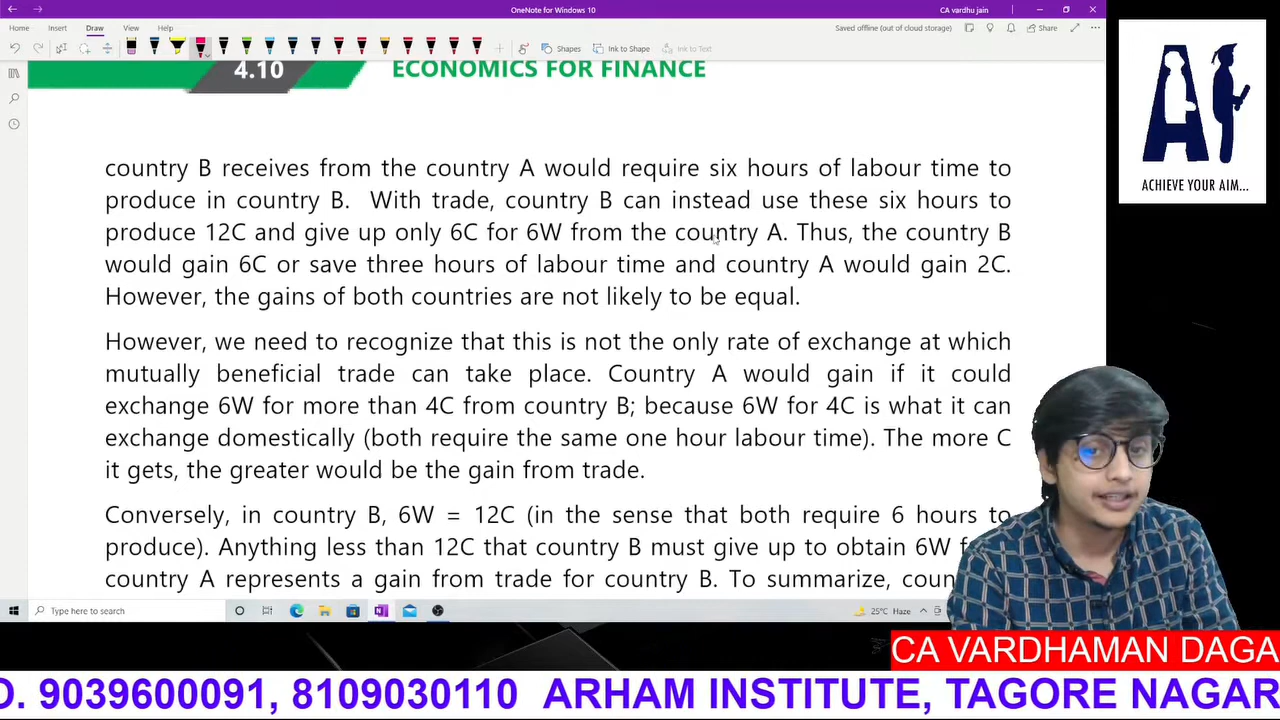 OneNote for Windows 10
CA vardhu jain
Home Insert Draw View Help
Saved offline (out of cloud storage)
Share
Shapes
Ink to Shape
Ink to Text
4.10
ECONOMICS FOR FINANCE
country B receives from the country A would require six hours of labour time to
produce in country B. With trade, country B can instead use these six hours to
produce 12C and give up only 6C for 6W from the country A. Thus, the country B
would gain 6C or save three hours of labour time and country A would gain 2C.
However, the gains of both countries are not likely to be equal.
However, we need to recognize that this is not the only rate of exchange at which
mutually beneficial trade can take place. Country A would gain if it could
exchange 6W for more than 4C from country B; because 6W for 4C is what it can
exchange domestically (both require the same one hour labour time). The more C
it gets, the greater would be the gain from trade.
Conversely, in country B, 6W = 12C (in the sense that both require 6 hours to
produce). Anything less than 12C that country B must give up to obtain 6W
country A represents a gain from trade for country B. To summarize,
Type here to search
25°C Haze
AI
ACHIEVE YOUR AIM...
CA VARDHAMAN DAGA
D. 9039600091, 8109030110 ARHAM INSTITUTE, TAGORE NAGAR